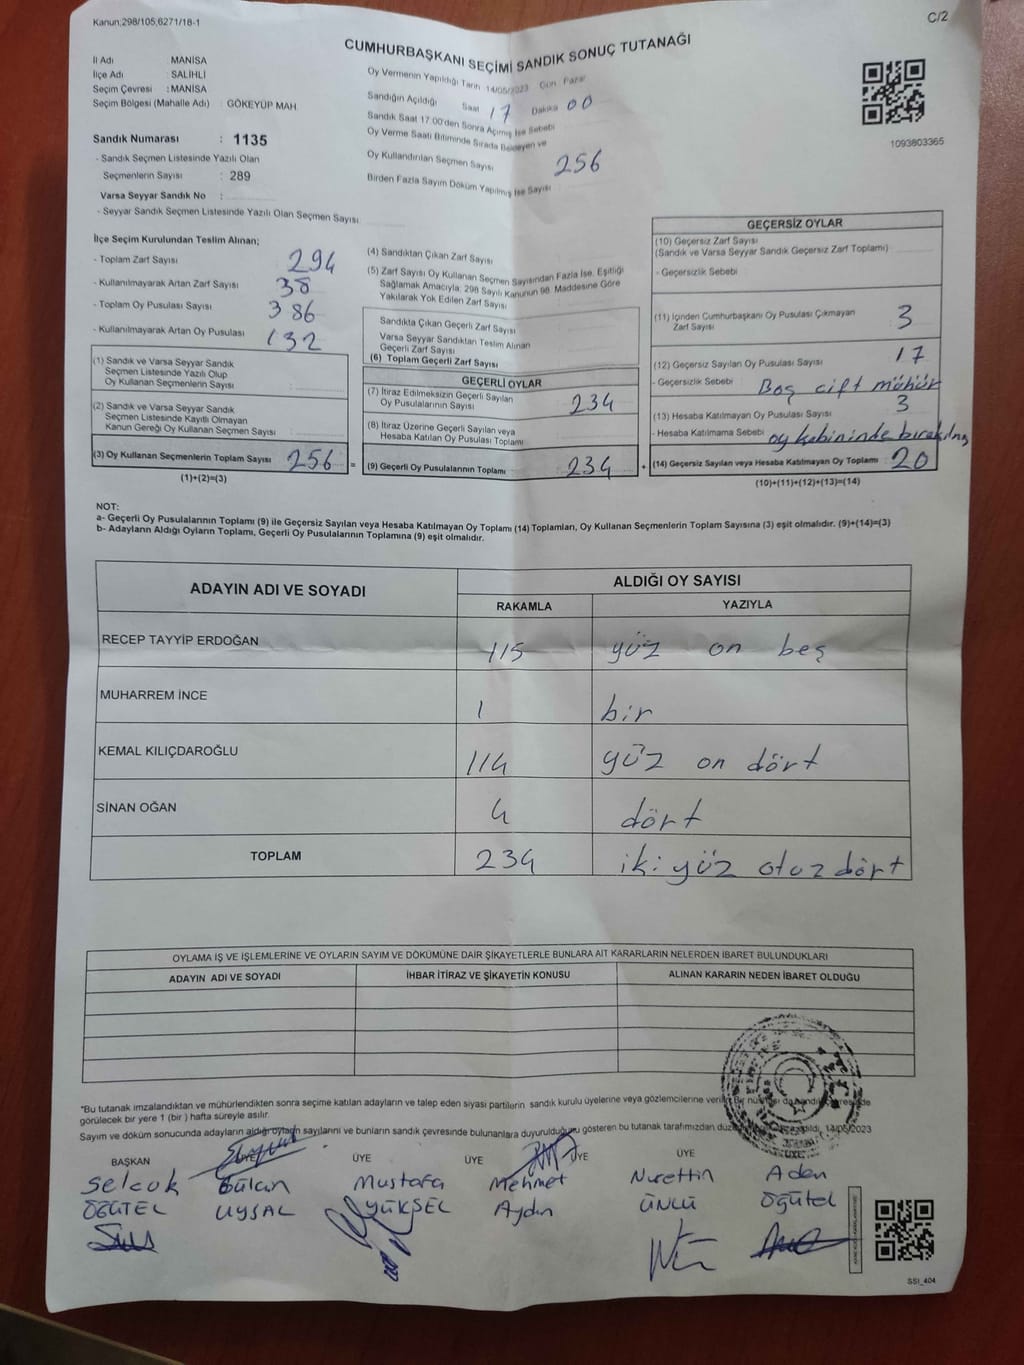 Kanun;298/105,6271/18-1
C/2
CUMHURBAŞKANI SEÇİMİ SANDIK SONUÇ TUTANAĞI
İl Adı MANİSA
İlçe Adı : SALİHLİ
Seçim Çevresi : MANİSA
Seçim Bölgesi (Mahalle Adı) : GÖKEYÜP MAH
Sandık Numarası : 1135
- Sandık Seçmen Listesinde Yazılı Olan
Seçmenlerin Sayısı : 289
Varsa Seyyar Sandık No :
- Seyyar Sandık Seçmen Listesinde Yazılı Olan Seçmen Sayısı
Oy Vermenin Yapıldığı Tarih 14/05/2023 Gün Pazar
Sandığın Açıldığı Saat 17 Dakika 00
Sandık Saat 17:00'den Sonra Açılmış İse Sebebi
Oy Verme Saati Bitiminde Sırada Bekleyen ve
Oy Kullandırılan Seçmen Sayısı 256
Birden Fazla Sayım Döküm Yapılmış İse Sayısı
1093803365
İlçe Seçim Kurulundan Teslim Alınan;
- Toplam Zarf Sayısı 294
- Kullanılmayarak Artan Zarf Sayısı 38
- Toplam Oy Pusulası Sayısı 386
- Kullanılmayarak Artan Oy Pusulası 132
(1) Sandık ve Varsa Seyyar Sandık
Seçmen Listesinde Yazılı Olup
Oy Kullanan Seçmenlerin Sayısı :
(2) Sandık ve Varsa Seyyar Sandık
Seçmen Listesinde Kayıtlı Olmayan
Kanun Gereği Oy Kullanan Seçmen Sayısı :
(3) Oy Kullanan Seçmenlerin Toplam Sayısı 256 =
(1)+(2)=(3)
(4) Sandıktan Çıkan Zarf Sayısı
(5) Zarf Sayısı Oy Kullanan Seçmen Sayısından Fazla İse, Eşitliği
Sağlamak Amacıyla; 298 Sayılı Kanunun 98. Maddesine Göre
Yakılarak Yok Edilen Zarf Sayısı
Sandıkta Çıkan Geçerli Zarf Sayısı
Varsa Seyyar Sandıktan Teslim Alınan
Geçerli Zarf Sayısı
(6) Toplam Geçerli Zarf Sayısı
GEÇERLİ OYLAR
(7) İtiraz Edilmeksizin Geçerli Sayılan
Oy Pusulalarının Sayısı 234
(8) İtiraz Üzerine Geçerli Sayılan veya
Hesaba Katılan Oy Pusulası Toplamı
(9) Geçerli Oy Pusulalarının Toplamı 234 +
GEÇERSİZ OYLAR
(10) Geçersiz Zarf Sayısı
(Sandık ve Varsa Seyyar Sandık Geçersiz Zarf Toplamı)
- Geçersizlik Sebebi
(11) İçinden Cumhurbaşkanı Oy Pusulası Çıkmayan
Zarf Sayısı 3
(12) Geçersiz Sayılan Oy Pusulası Sayısı 17
- Geçersizlik Sebebi Boş çift mühür
(13) Hesaba Katılmayan Oy Pusulası Sayısı 3
- Hesaba Katılmama Sebebi oy kabininde bırakılmış
(14) Geçersiz Sayılan veya Hesaba Katılmayan Oy Toplamı : 20
(10)+(11)+(12)+(13)=(14)
NOT:
a- Geçerli Oy Pusulalarının Toplamı (9) ile Geçersiz Sayılan veya Hesaba Katılmayan Oy Toplamı (14) Toplamları, Oy Kullanan Seçmenlerin Toplam Sayısına (3) eşit olmalıdır. (9)+(14)=(3)
b- Adayların Aldığı Oyların Toplamı, Geçerli Oy Pusulalarının Toplamına (9) eşit olmalıdır.
ADAYIN ADI VE SOYADI ALDIĞI OY SAYISI
RAKAMLA YAZIYLA
RECEP TAYYİP ERDOĞAN 115 yüz on beş
MUHARREM İNCE 1 bir
KEMAL KILIÇDAROĞLU 114 yüz on dört
SİNAN OĞAN 4 dört
TOPLAM 234 iki yüz otuz dört
OYLAMA İŞ VE İŞLEMLERİNE VE OYLARIN SAYIM VE DÖKÜMÜNE DAİR ŞİKAYETLERLE BUNLARA AİT KARARLARIN NELERDEN İBARET BULUNDUKLARI
ADAYIN ADI VE SOYADI İHBAR İTİRAZ VE ŞİKAYETİN KONUSU ALINAN KARARIN NEDEN İBARET OLDUĞU
*Bu tutanak imzalandıktan ve mühürlendikten sonra seçime katılan adayların ve talep eden siyasi partilerin sandık kurulu üyelerine veya gözlemcilerine verilir. Bir
görülecek bir yere 1 (bir ) hafta süreyle asılır.
Sayım ve döküm sonucunda adayların aldığı oyların sayılarını ve bunların sandık çevresinde bulunanlara duyurulduğunu gösteren bu tutanak tarafımızdan 14/05/2023
BAŞKAN ÜYE ÜYE ÜYE ÜYE ÜYE ÜYE
Selcuk Bülan Mustafa Mehmet Nurettin Aden
ÖĞÜTEL UYSAL YÜKSEL Aydın ÜNLÜ Öğütel
SSİ_404